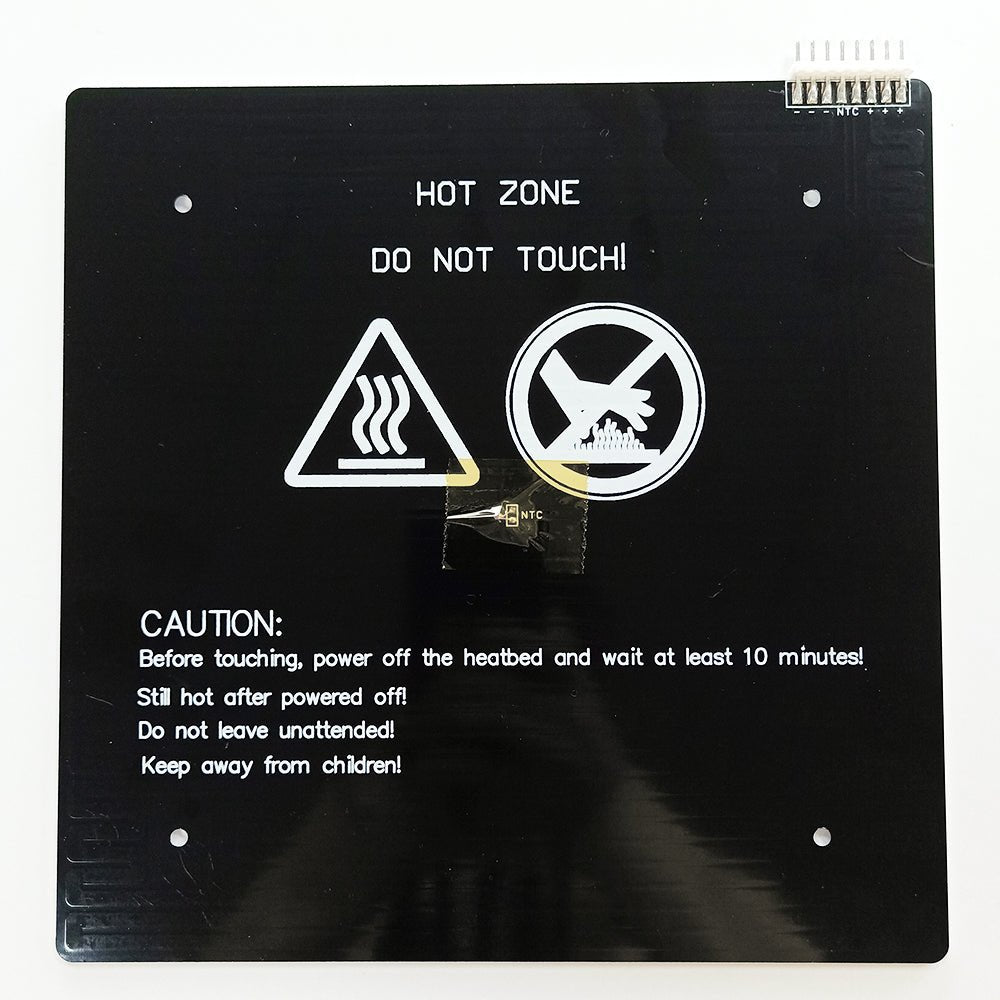 - - - NTC + + +
HOT ZONE
DO NOT TOUCH!
NTC
CAUTION:
Before touching, power off the heatbed and wait at least 10 minutes!
Still hot after powered off!
Do not leave unattended!
Keep away from children!